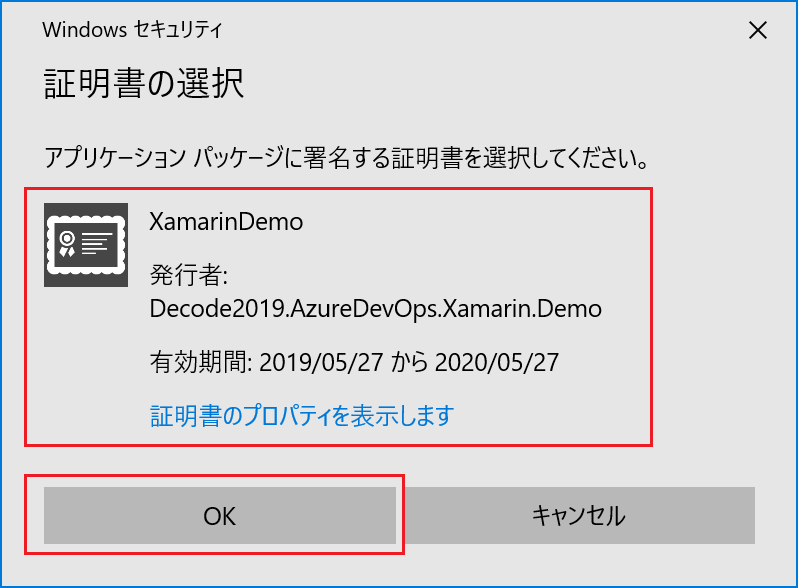 Windows セキュリティ
証明書の選択
アプリケーション パッケージに署名する証明書を選択してください。
XamarinDemo
発行者:
Decode2019.AzureDevOps.Xamarin.Demo
有効期間: 2019/05/27 から 2020/05/27
証明書のプロパティを表示します
OK
キャンセル